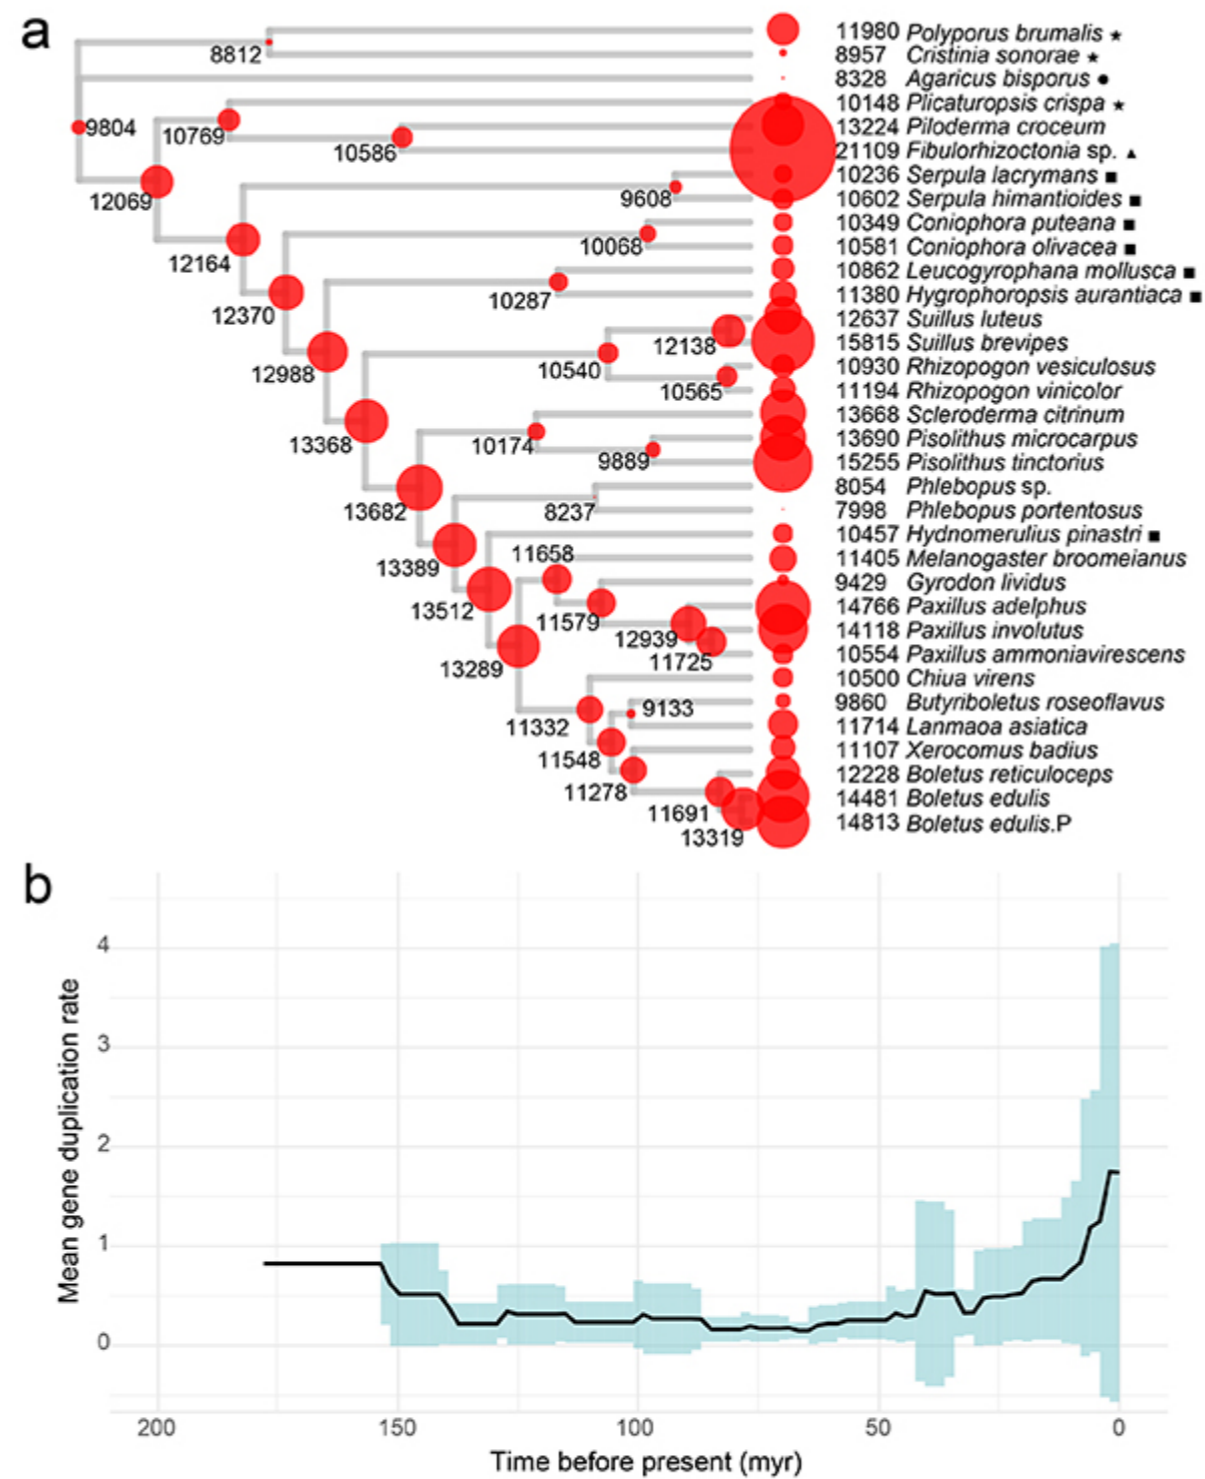 a
11980 Polyporus brumalis ★
8957 Cristinia sonorae ★
8812
8328 Agaricus bisporus ●
10148 Plicaturopsis crispa ★
9804
13224 Piloderma croceum
10769
21109 Fibulorhizoctonia sp. ▲
10586
10236 Serpula lacrymans ■
12069
10602 Serpula himantioides ■
9608
10349 Coniophora puteana ■
10068
10581 Coniophora olivacea ■
12164
10862 Leucogyrophana mollusca ■
10287
11380 Hygrophoropsis aurantiaca ■
12370
12637 Suillus luteus
12138
15815 Suillus brevipes
10540
10930 Rhizopogon vesiculosus
12988
10565
11194 Rhizopogon vinicolor
13668 Scleroderma citrinum
13368
10174
13690 Pisolithus microcarpus
9889
15255 Pisolithus tinctorius
8054 Phlebopus sp.
13682
8237
7998 Phlebopus portentosus
10457 Hydnomerulius pinastri ■
11658
11405 Melanogaster broomeianus
13389
9429 Gyrodon lividus
14766 Paxillus adelphus
13512
11579
14118 Paxillus involutus
12939
10554 Paxillus ammoniavirescens
11725
13289
10500 Chiua virens
9860 Butyriboletus roseoflavus
9133
11714 Lanmaoa asiatica
11332
11107 Xerocomus badius
11548
12228 Boletus reticuloceps
11278
14481 Boletus edulis
11691
14813 Boletus edulis.P
13319
b
4
3
2
1
0
Mean gene duplication rate
200 150 100 50 0
Time before present (myr)